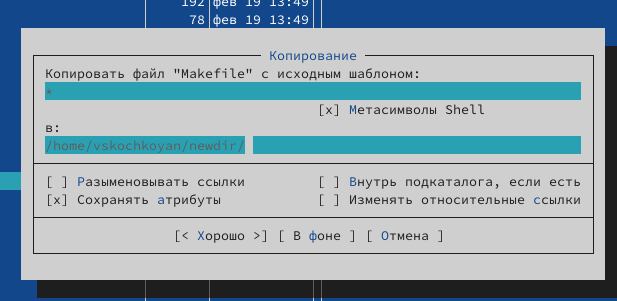 192 фев 19 13:49
78 фев 19 13:49
Копирование
Копировать файл "Makefile" с исходным шаблоном:
*
[x] Метасимволы Shell
в:
/home/vskochkoyan/newdir/
[ ] Разыменовывать ссылки [ ] Внутрь подкаталога, если есть
[x] Сохранять атрибуты [ ] Изменять относительные ссылки
[< Хорошо >] [ В фоне ] [ Отмена ]